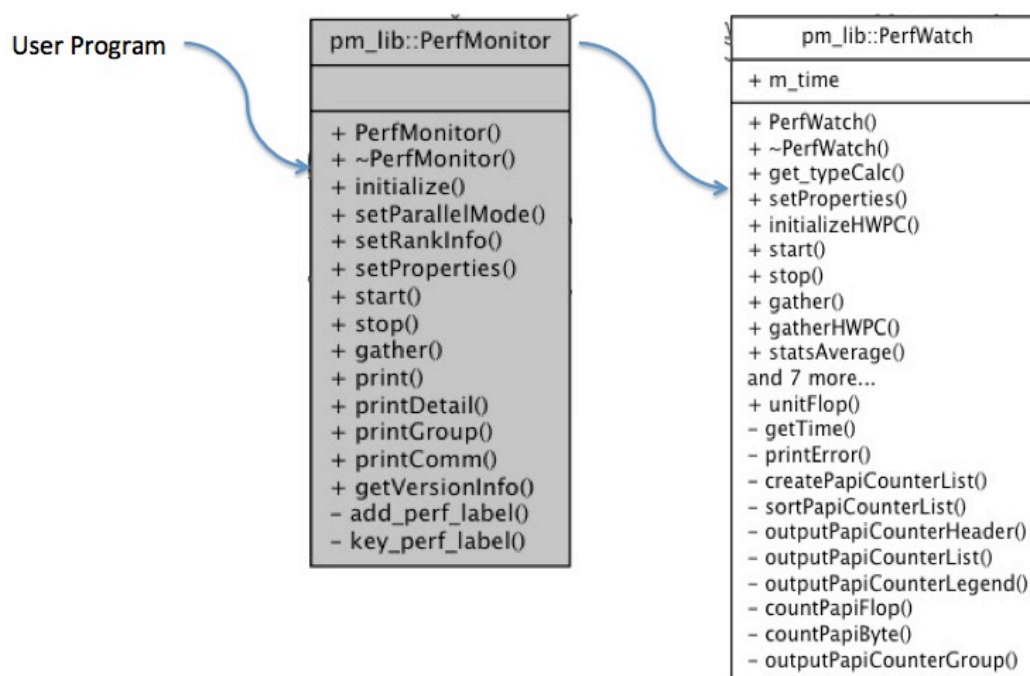 User Program
pm_lib::PerfMonitor
+ PerfMonitor()
+ ~PerfMonitor()
+ initialize()
+ setParallelMode()
+ setRankInfo()
+ setProperties()
+ start()
+ stop()
+ gather()
+ print()
+ printDetail()
+ printGroup()
+ printComm()
+ getVersionInfo()
- add_perf_label()
- key_perf_label()
pm_lib::PerfWatch
+ m_time
+ PerfWatch()
+ ~PerfWatch()
+ get_typeCalc()
+ setProperties()
+ initializeHWPC()
+ start()
+ stop()
+ gather()
+ gatherHWPC()
+ statsAverage()
and 7 more...
+ unitFlop()
- getTime()
- printError()
- createPapiCounterList()
- sortPapiCounterList()
- outputPapiCounterHeader()
- outputPapiCounterList()
- outputPapiCounterLegend()
- countPapiFlop()
- countPapiByte()
- outputPapiCounterGroup()